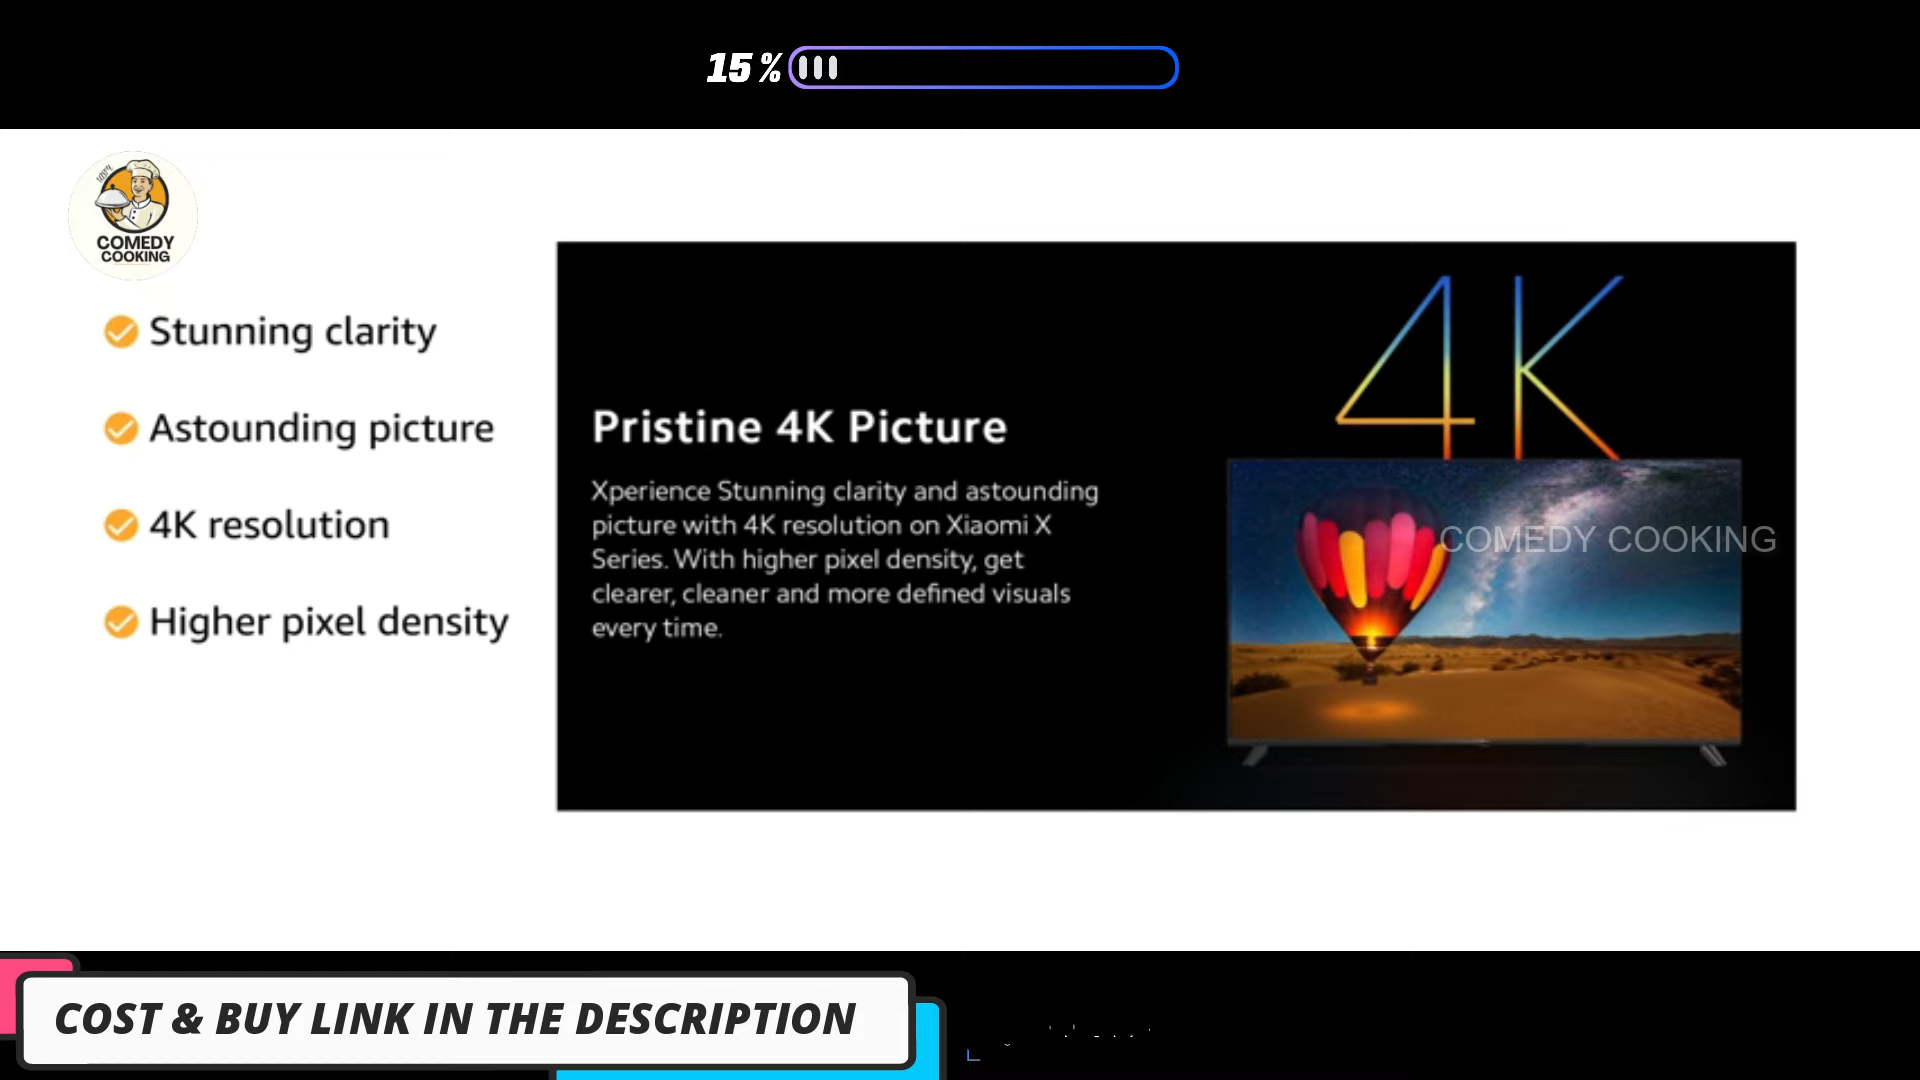 15%
COMEDY
COOKING
Stunning clarity
Astounding picture
4K resolution
Higher pixel density
4K
Pristine 4K Picture
Xperience Stunning clarity and astounding
picture with 4K resolution on Xiaomi X
Series. With higher pixel density, get
clearer, cleaner and more defined visuals
every time.
COMEDY COOKING
COST & BUY LINK IN THE DESCRIPTION